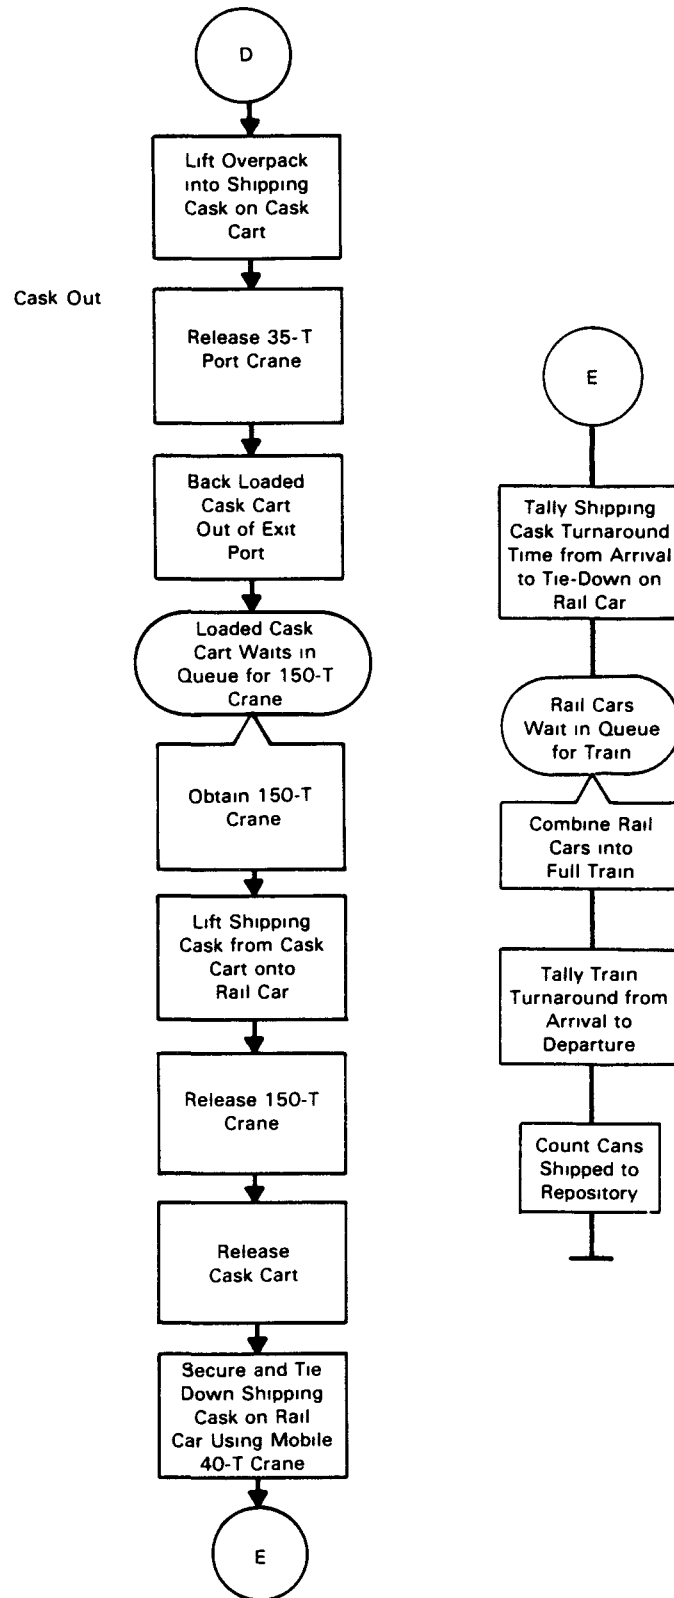 D
Lift Overpack
into Shipping
Cask on Cask
Cart
Cask Out
Release 35-T
Port Crane
Back Loaded
Cask Cart
Out of Exit
Port
Loaded Cask
Cart Waits in
Queue for 150-T
Crane
Obtain 150-T
Crane
Lift Shipping
Cask from Cask
Cart onto
Rail Car
Release 150-T
Crane
Release
Cask Cart
Secure and Tie
Down Shipping
Cask on Rail
Car Using Mobile
40-T Crane
E
E
Tally Shipping
Cask Turnaround
Time from Arrival
to Tie-Down on
Rail Car
Rail Cars
Wait in Queue
for Train
Combine Rail
Cars into
Full Train
Tally Train
Turnaround from
Arrival to
Departure
Count Cans
Shipped to
Repository